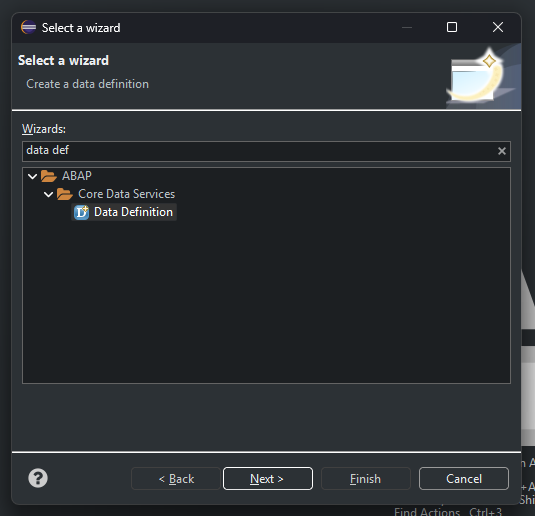 Select a wizard
Select a wizard
Create a data definition
Wizards:
data def
ABAP
Core Data Services
Data Definition
< Back
Next >
Finish
Cancel
Find Actions Ctrl+3